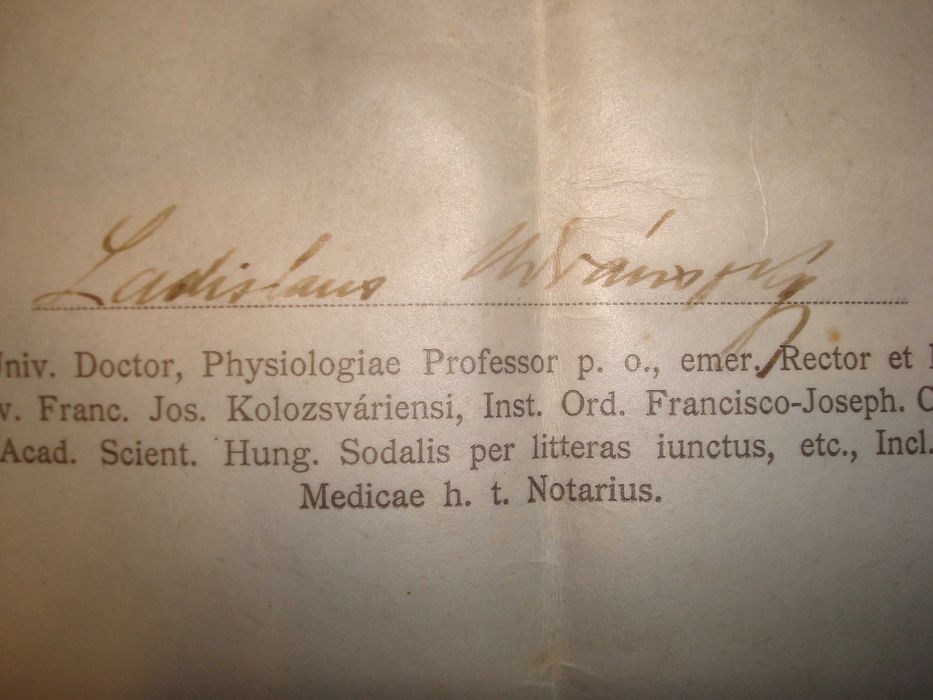 Ladislaus Udránszky
Univ. Doctor, Physiologiae Professor p. o., emer. Rector et
v. Franc. Jos. Kolozsváriensi, Inst. Ord. Francisco-Joseph. C
Acad. Scient. Hung. Sodalis per litteras iunctus, etc., Incl.
Medicae h. t. Notarius.